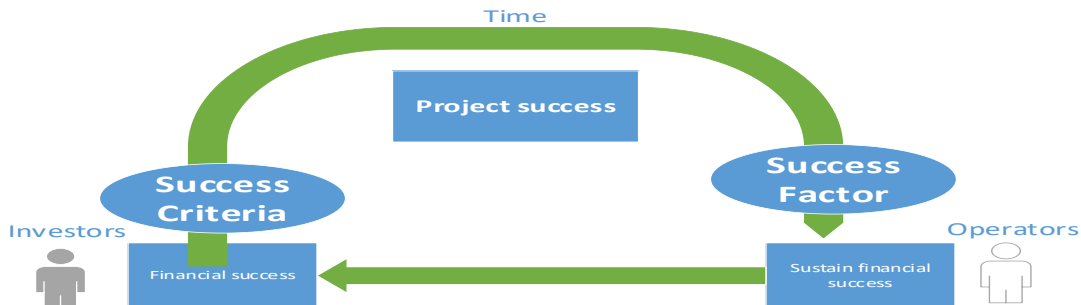 Time
Project success
Success
Criteria
Success
Factor
Investors
Operators
Financial success
Sustain financial
success